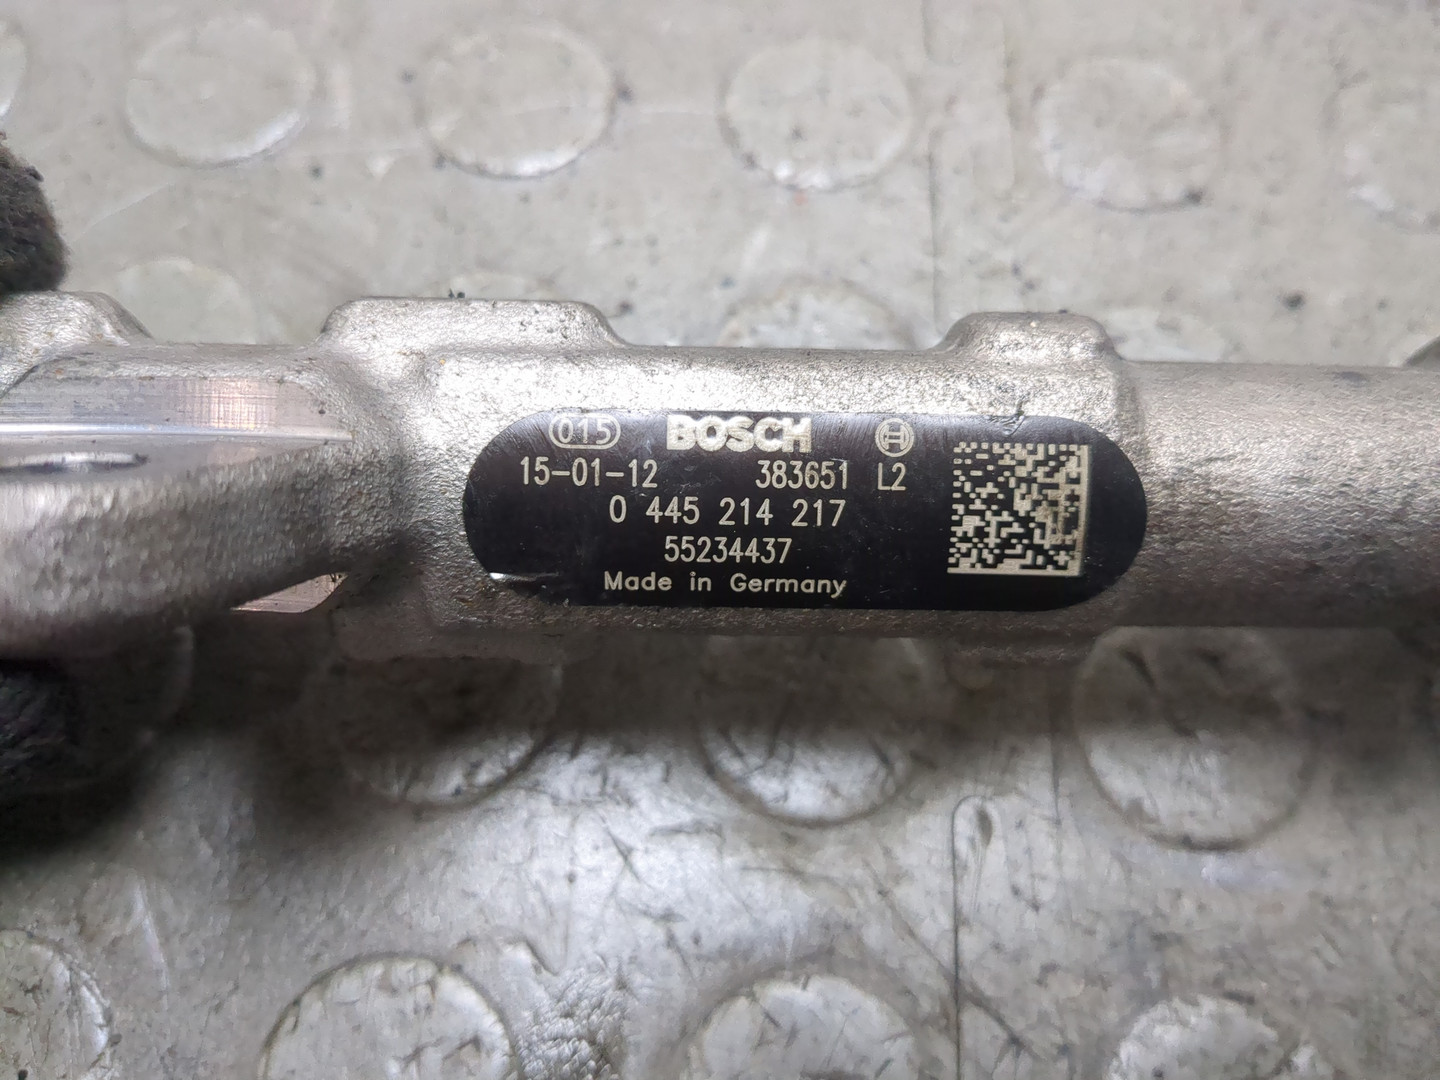 015 BOSCH
15-01-12 383651 L2
0 445 214 217
55234437
Made in Germany